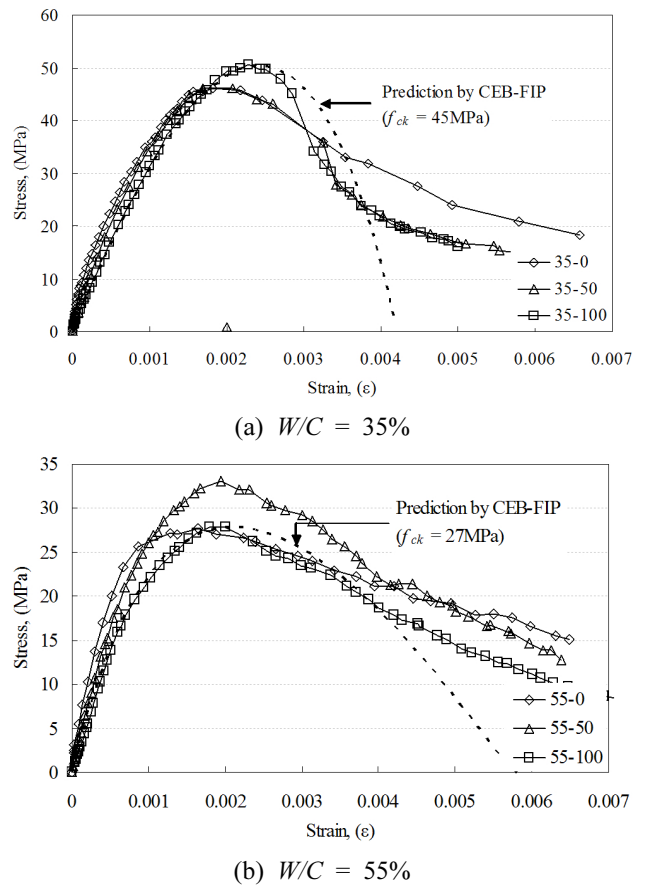 60
50
40
30
20
10
0
Stress, (MPa)
Prediction by CEB-FIP
(f ck = 45MPa)
35-0
35-50
35-100
0 0.001 0.002 0.003 0.004 0.005 0.006 0.007
Strain, (ε)
(a) W/C = 35%
35
30
25
20
15
10
5
0
Stress, (MPa)
Prediction by CEB-FIP
(f ck = 27MPa)
55-0
55-50
55-100
0 0.001 0.002 0.003 0.004 0.005 0.006 0.007
Strain, (ε)
(b) W/C = 55%